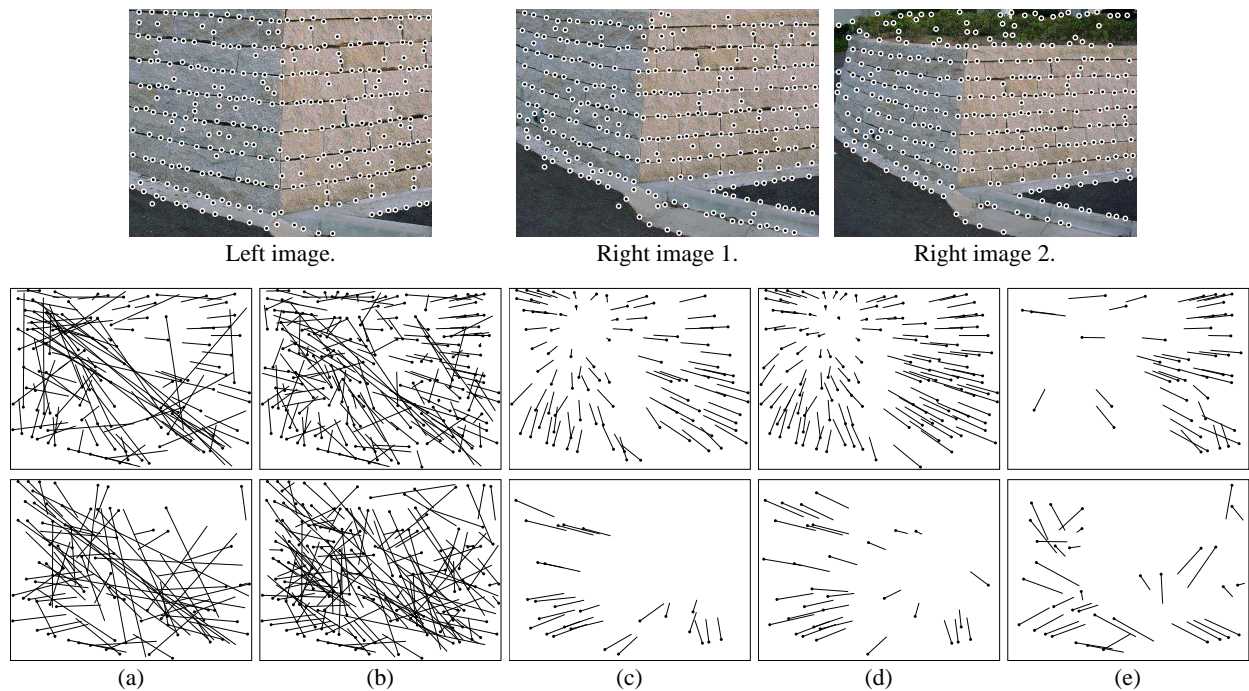 Left image.
Right image 1.
Right image 2.
(a)
(b)
(c)
(d)
(e)